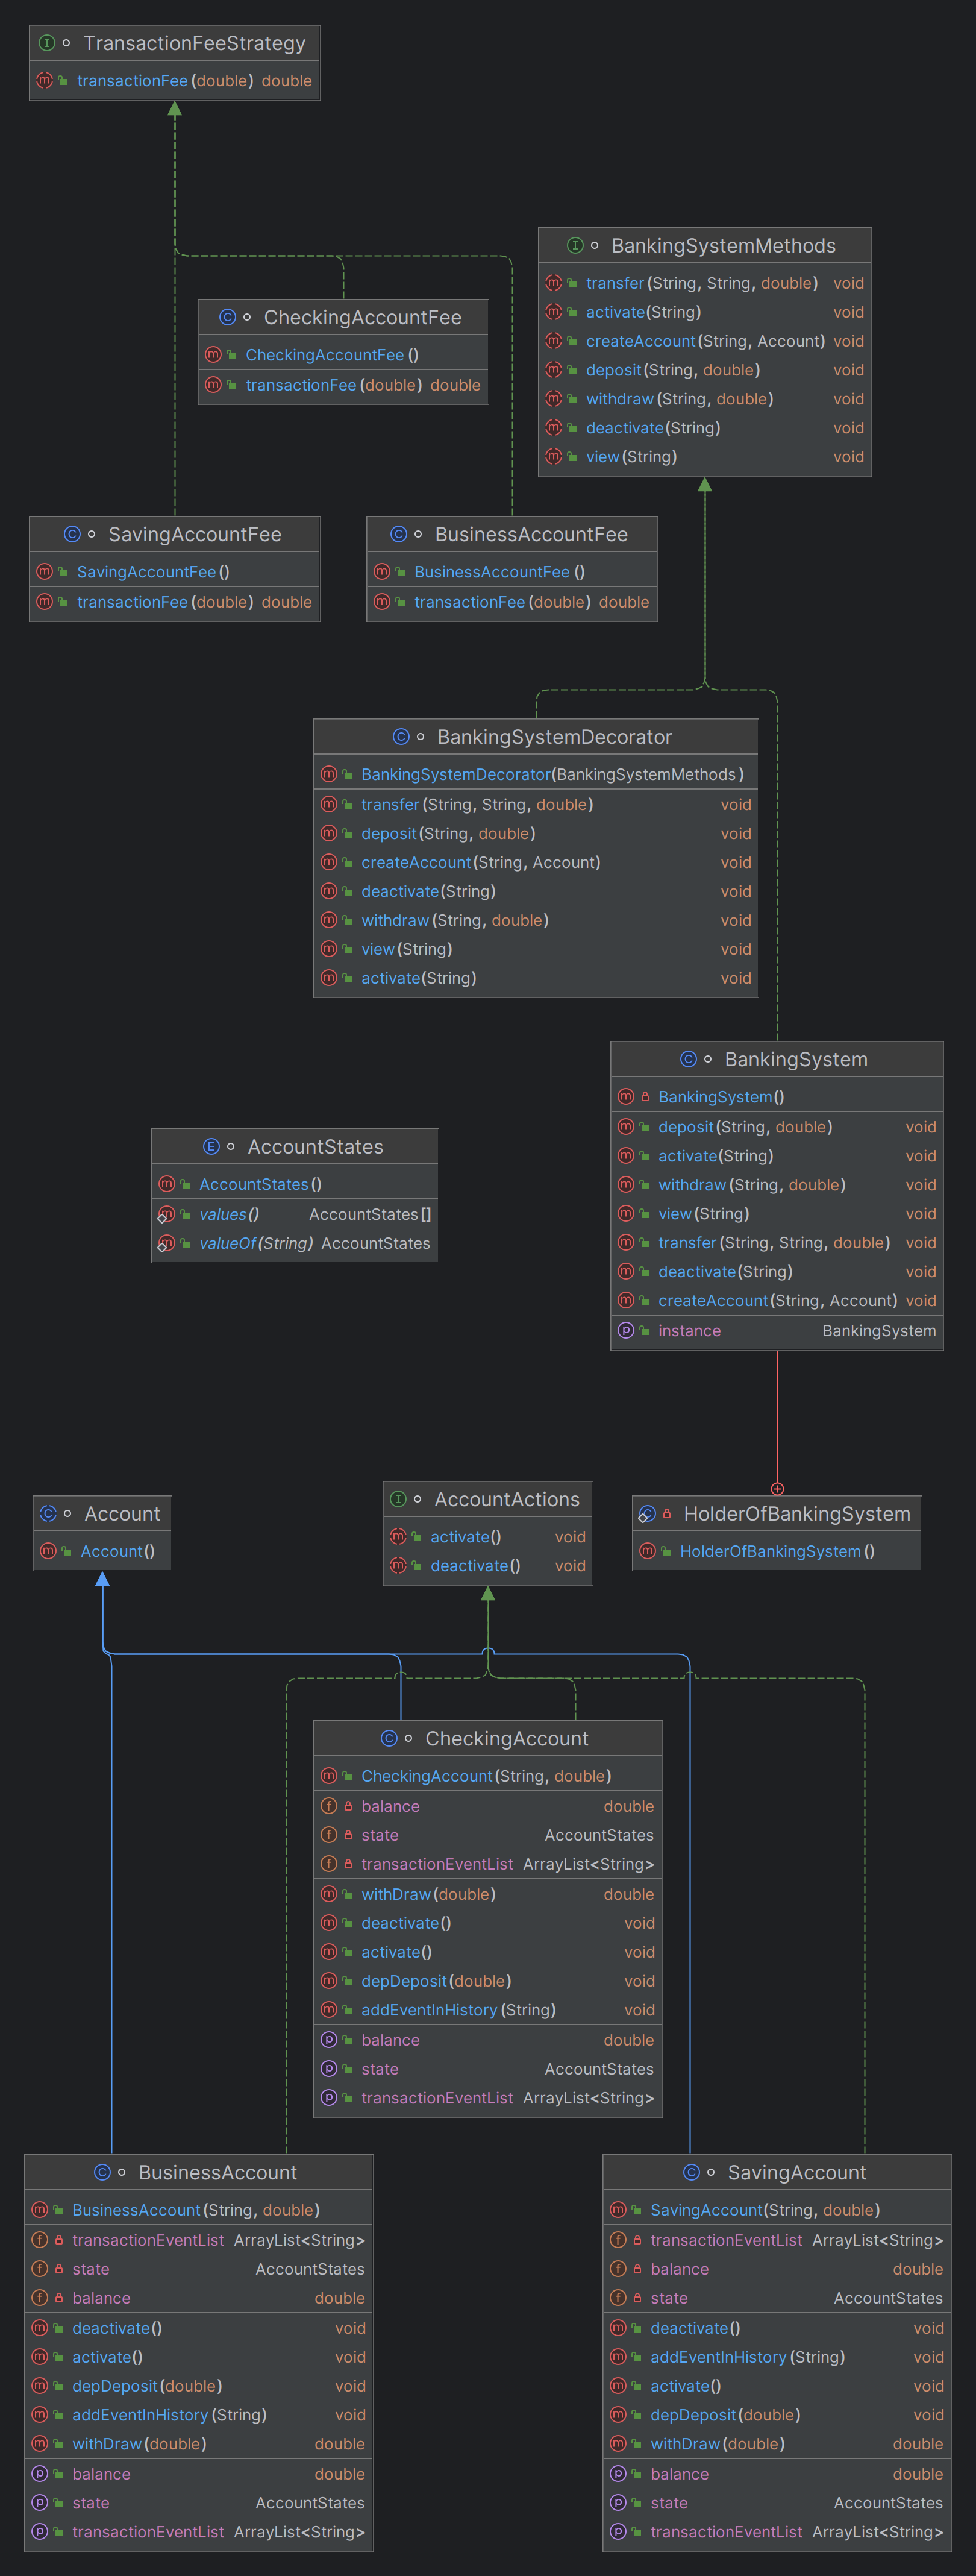 TransactionFeeStrategy
transactionFee(double) double
BankingSystemMethods
transfer(String, String, double) void
activate(String) void
createAccount(String, Account) void
deposit(String, double) void
withdraw(String, double) void
deactivate(String) void
view(String) void
CheckingAccountFee
CheckingAccountFee()
transactionFee(double) double
SavingAccountFee
SavingAccountFee()
transactionFee(double) double
BusinessAccountFee
BusinessAccountFee()
transactionFee(double) double
BankingSystemDecorator
BankingSystemDecorator(BankingSystemMethods)
transfer(String, String, double) void
deposit(String, double) void
createAccount(String, Account) void
deactivate(String) void
withdraw(String, double) void
view(String) void
activate(String) void
BankingSystem
BankingSystem()
deposit(String, double) void
activate(String) void
withdraw(String, double) void
view(String) void
transfer(String, String, double) void
deactivate(String) void
createAccount(String, Account) void
instance BankingSystem
AccountStates
AccountStates()
values() AccountStates[]
valueOf(String) AccountStates
Account
Account()
AccountActions
activate() void
deactivate() void
HolderOfBankingSystem
HolderOfBankingSystem()
CheckingAccount
CheckingAccount(String, double)
balance double
state AccountStates
transactionEventList ArrayList<String>
withDraw(double) double
deactivate() void
activate() void
depDeposit(double) void
addEventInHistory(String) void
balance double
state AccountStates
transactionEventList ArrayList<String>
BusinessAccount
BusinessAccount(String, double)
transactionEventList ArrayList<String>
state AccountStates
balance double
deactivate() void
activate() void
depDeposit(double) void
addEventInHistory(String) void
withDraw(double) double
balance double
state AccountStates
transactionEventList ArrayList<String>
SavingAccount
SavingAccount(String, double)
transactionEventList ArrayList<String>
balance double
state AccountStates
deactivate() void
addEventInHistory(String) void
activate() void
depDeposit(double) void
withDraw(double) double
balance double
state AccountStates
transactionEventList ArrayList<String>